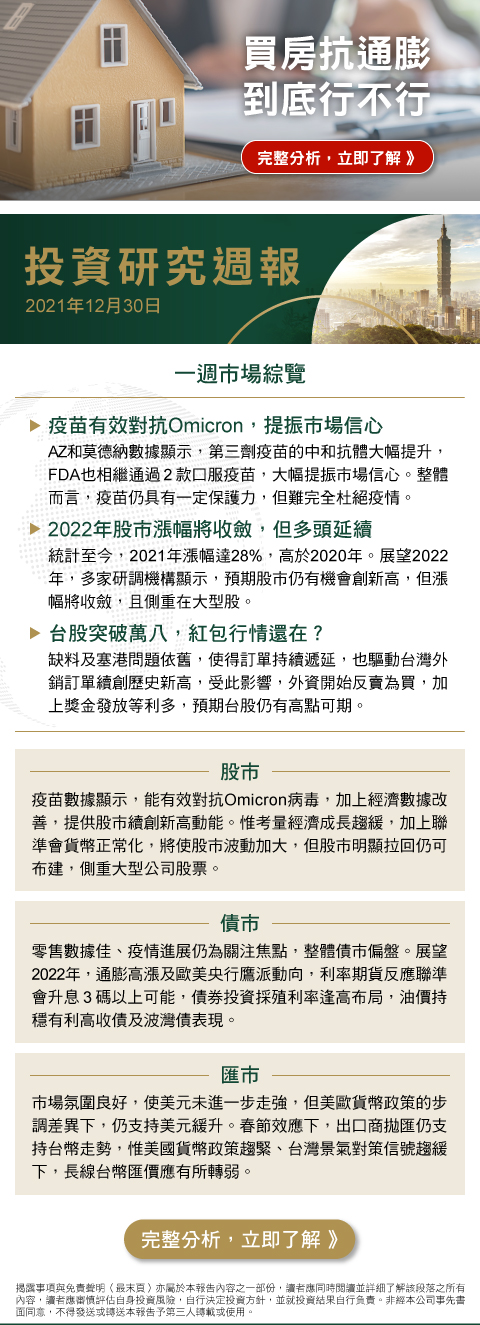 買房抗通膨
到底行不行
完整分析，立即了解 》
投資研究週報
2021年12月30日
一週市場綜覽
疫苗有效對抗Omicron，提振市場信心
AZ和莫德納數據顯示，第三劑疫苗的中和抗體大幅提升，
FDA也相繼通過 2 款口服疫苗，大幅提振市場信心。整體
而言，疫苗仍具有一定保護力，但難完全杜絕疫情。
2022年股市漲幅將收斂，但多頭延續
統計至今，2021年漲幅達28%，高於2020年。展望2022
年，多家研調機構顯示，預期股市仍有機會創新高，但漲
幅將收斂，且側重在大型股。
台股突破萬八，紅包行情還在？
缺料及塞港問題依舊，使得訂單持續遞延，也驅動台灣外
銷訂單續創歷史新高，受此影響，外資開始反賣為買，加
上獎金發放等利多，預期台股仍有高點可期。
股市
疫苗數據顯示，能有效對抗Omicron病毒，加上經濟數據改
善，提供股市續創新高動能。惟考量經濟成長趨緩，加上聯
準會貨幣正常化，將使股市波動加大，但股市明顯拉回仍可
布建，側重大型公司股票。
債市
零售數據佳、疫情進展仍為關注焦點，整體債市偏盤。展望
2022年，通膨高漲及歐美央行鷹派動向，利率期貨反應聯準
會升息 3 碼以上可能，債券投資採殖利率逢高布局，油價持
穩有利高收債及波灣債表現。
匯市
市場氛圍良好，使美元未進一步走強，但美歐貨幣政策的步
調差異下，仍支持美元緩升。春節效應下，出口商拋匯仍支
持台幣走勢，惟美國貨幣政策趨緊、台灣景氣對策信號趨緩
下，長線台幣匯價應有所轉弱。
完整分析，立即了解 》
揭露事項與免責聲明（最末頁）亦屬於本報告內容之一部份，讀者應同時閱讀並詳細了解該段落之所有
內容，讀者應審慎評估自身投資風險，自行決定投資方針，並就投資結果自行負責。非經本公司事先書
面同意，不得發送或轉送本報告予第三人轉載或使用。